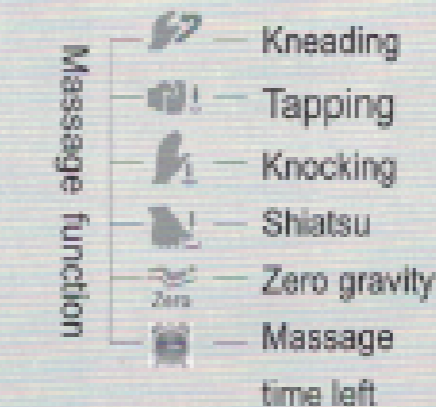 Massage function
Kneading
Tapping
Knocking
Shiatsu
Zero gravity
Zero
Massage
time left